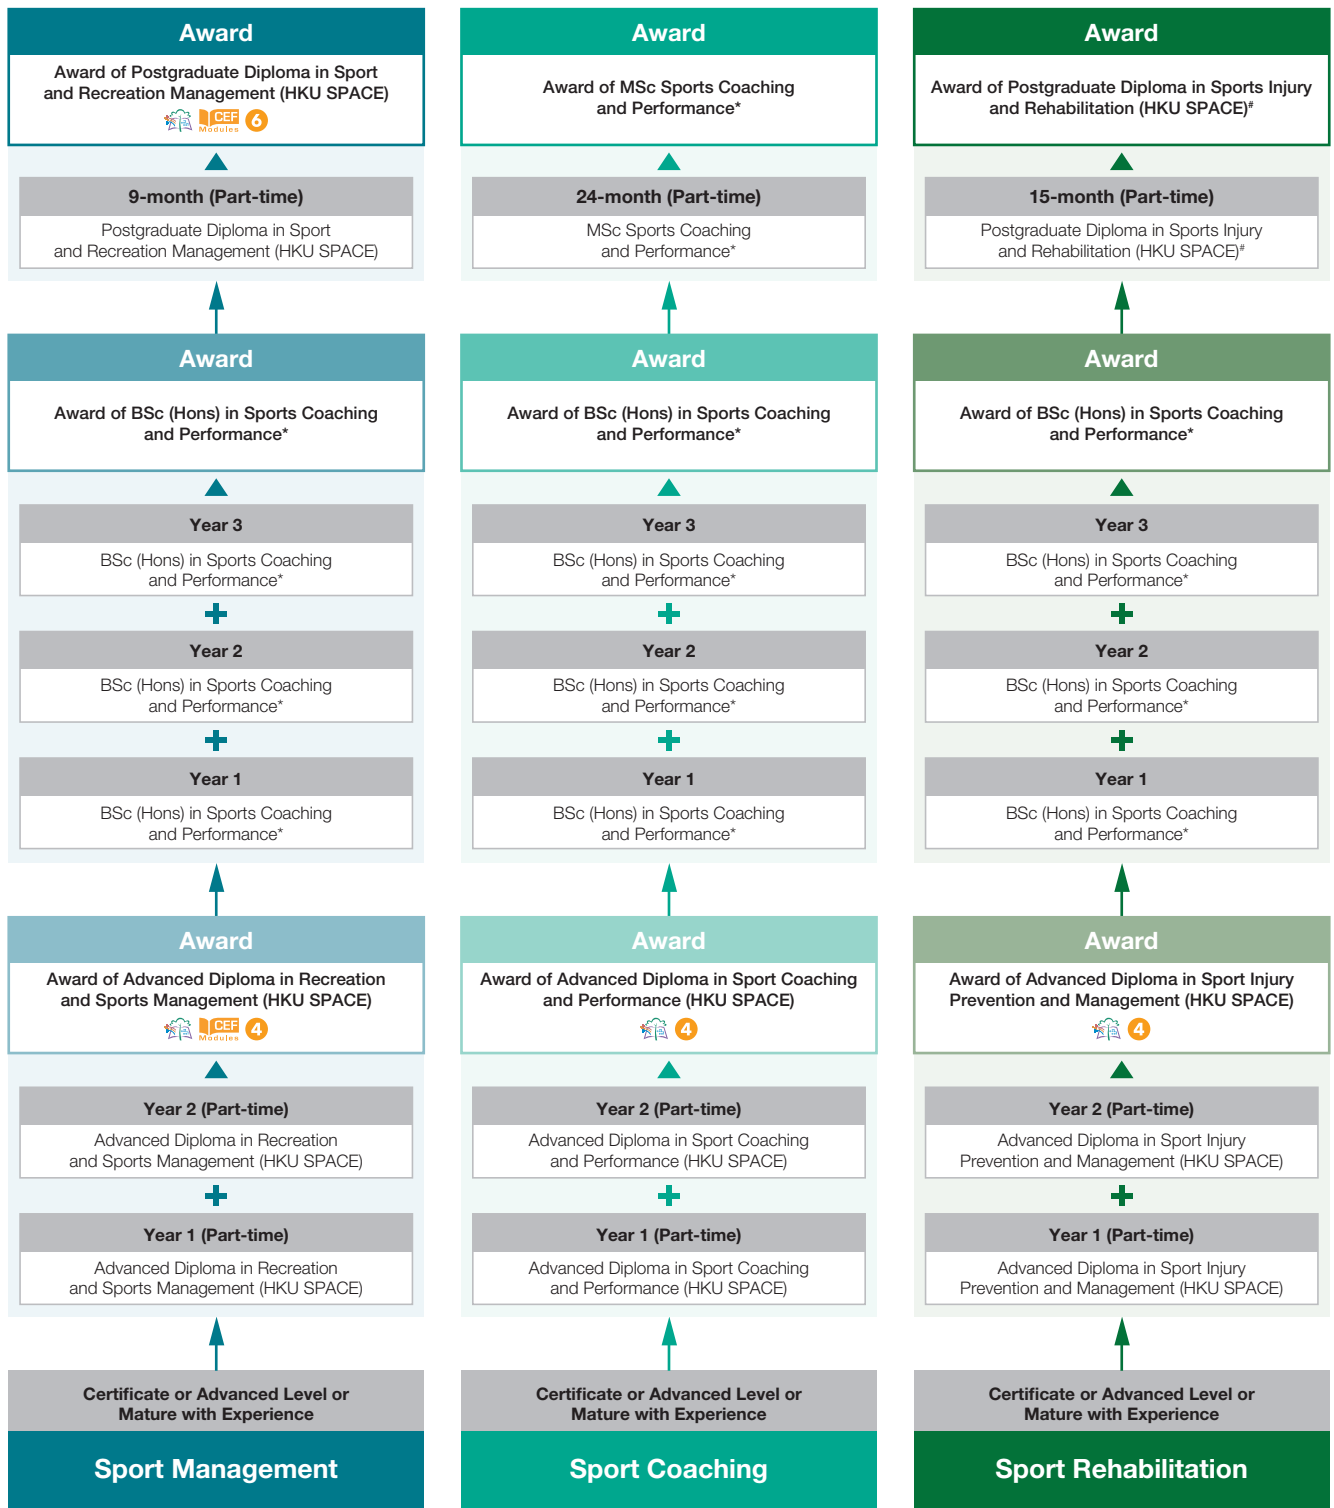 Award
Award of Postgraduate Diploma in Sport
and Recreation Management (HKU SPACE)
CEF
Modules
6
9-month (Part-time)
Postgraduate Diploma in Sport
and Recreation Management (HKU SPACE)
Award
Award of BSc (Hons) in Sports Coaching
and Performance*
Year 3
BSc (Hons) in Sports Coaching
and Performance*
Year 2
BSc (Hons) in Sports Coaching
and Performance*
Year 1
BSc (Hons) in Sports Coaching
and Performance*
Award
Award of Advanced Diploma in Recreation
and Sports Management (HKU SPACE)
CEF
Modules
4
Year 2 (Part-time)
Advanced Diploma in Recreation
and Sports Management (HKU SPACE)
Year 1 (Part-time)
Advanced Diploma in Recreation
and Sports Management (HKU SPACE)
Certificate or Advanced Level or
Mature with Experience
Sport Management
Award
Award of MSc Sports Coaching
and Performance*
24-month (Part-time)
MSc Sports Coaching
and Performance*
Award
Award of BSc (Hons) in Sports Coaching
and Performance*
Year 3
BSc (Hons) in Sports Coaching
and Performance*
Year 2
BSc (Hons) in Sports Coaching
and Performance*
Year 1
BSc (Hons) in Sports Coaching
and Performance*
Award
Award of Advanced Diploma in Sport Coaching
and Performance (HKU SPACE)
4
Year 2 (Part-time)
Advanced Diploma in Sport Coaching
and Performance (HKU SPACE)
Year 1 (Part-time)
Advanced Diploma in Sport Coaching
and Performance (HKU SPACE)
Certificate or Advanced Level or
Mature with Experience
Sport Coaching
Award
Award of Postgraduate Diploma in Sports Injury
and Rehabilitation (HKU SPACE)#
15-month (Part-time)
Postgraduate Diploma in Sports Injury
and Rehabilitation (HKU SPACE)#
Award
Award of BSc (Hons) in Sports Coaching
and Performance*
Year 3
BSc (Hons) in Sports Coaching
and Performance*
Year 2
BSc (Hons) in Sports Coaching
and Performance*
Year 1
BSc (Hons) in Sports Coaching
and Performance*
Award
Award of Advanced Diploma in Sport Injury
Prevention and Management (HKU SPACE)
4
Year 2 (Part-time)
Advanced Diploma in Sport Injury
Prevention and Management (HKU SPACE)
Year 1 (Part-time)
Advanced Diploma in Sport Injury
Prevention and Management (HKU SPACE)
Certificate or Advanced Level or
Mature with Experience
Sport Rehabilitation